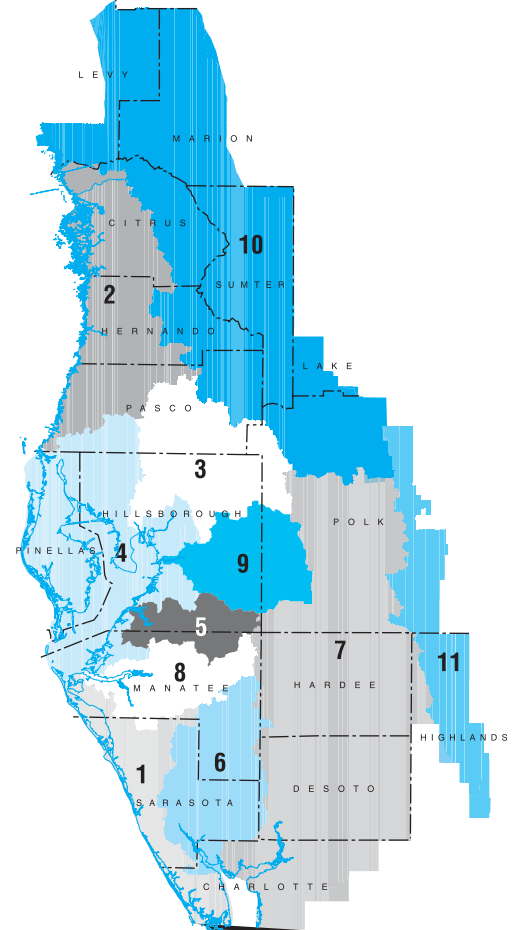 LEVY
MARION
CITRUS
10
SUMTER
2
HERNANDO
LAKE
PASCO
3
HILLSBOROUGH
POLK
PINELLAS
4
9
5
7
11
8
MANATEE
HARDEE
HIGHLANDS
6
1
DESOTO
SARASOTA
CHARLOTTE